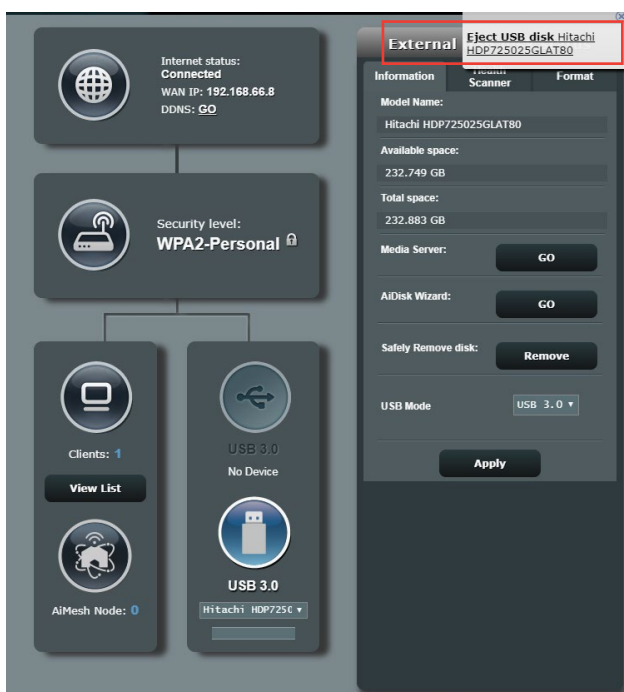 Internet status:
Connected
WAN IP: 192.168.66.8
DDNS: GO
Security level:
WPA2-Personal
Clients: 1
View List
AiMesh Node: 0
USB 3.0
No Device
USB 3.0
Hitachi HDP725(
External
Eject USB disk Hitachi
HDP725025GLAT80
Information
Health
Scanner
Format
Model Name:
Hitachi HDP725025GLAT80
Available space:
232.749 GB
Total space:
232.883 GB
Media Server:
GO
AiDisk Wizard:
GO
Safely Remove disk:
Remove
USB Mode
USB 3.0
Apply